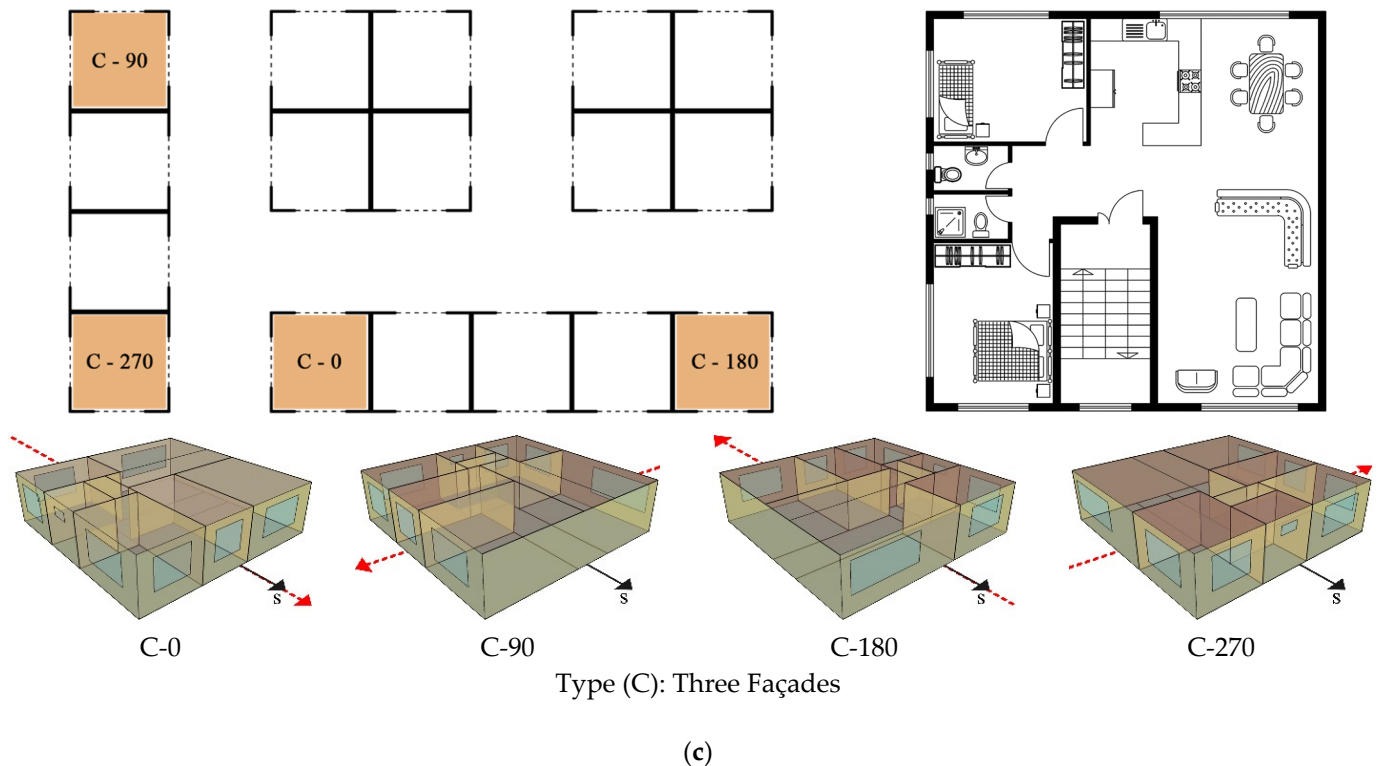 C - 90
C - 270
C - 0
C - 180
S
S
S
S
C-0
C-90
C-180
C-270
Type (C): Three Façades
(c)